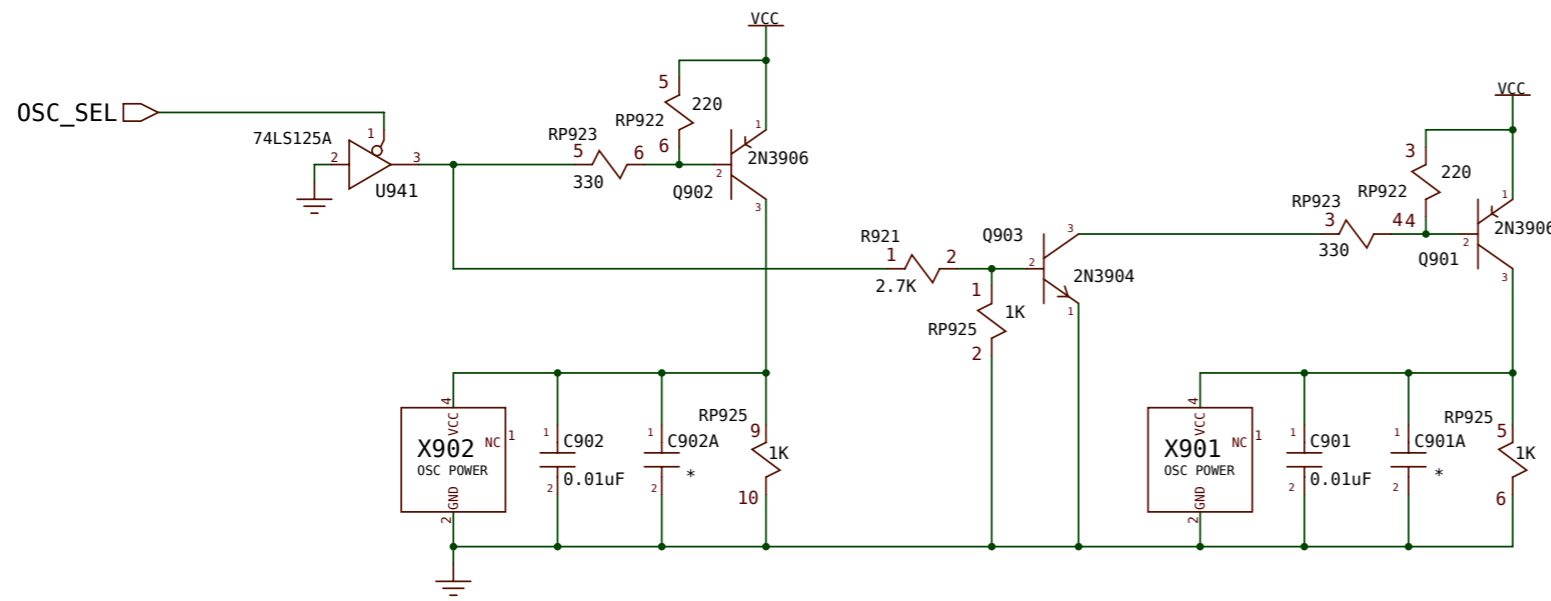 VCC
OSC_SEL
74LS125A
1
2
3
U941
RP923
5
6
330
5
RP922
220
6
1
2
3
2N3906
Q902
VCC
R921
1
2
2.7K
Q903
3
2
1
2N3904
1
1K
RP925
2
RP923
3
4
330
3
RP922
220
4
1
2
3
2N3906
Q901
4
VCC
NC
1
X902
OSC POWER
GND
2
1
C902
0.01uF
2
1
C902A
*
2
RP925
9
1K
10
4
VCC
NC
1
X901
OSC POWER
GND
2
1
C901
0.01uF
2
1
C901A
*
2
RP925
5
1K
6